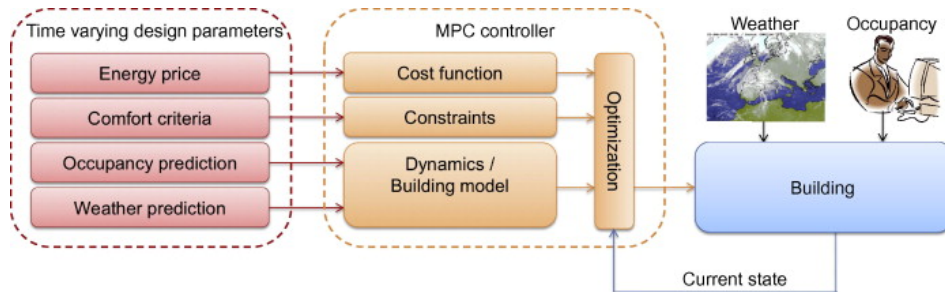 Time varying design parameters
Energy price
Comfort criteria
Occupancy prediction
Weather prediction
MPC controller
Cost function
Constraints
Dynamics /
Building model
Optimization
Weather
Occupancy
Building
Current state